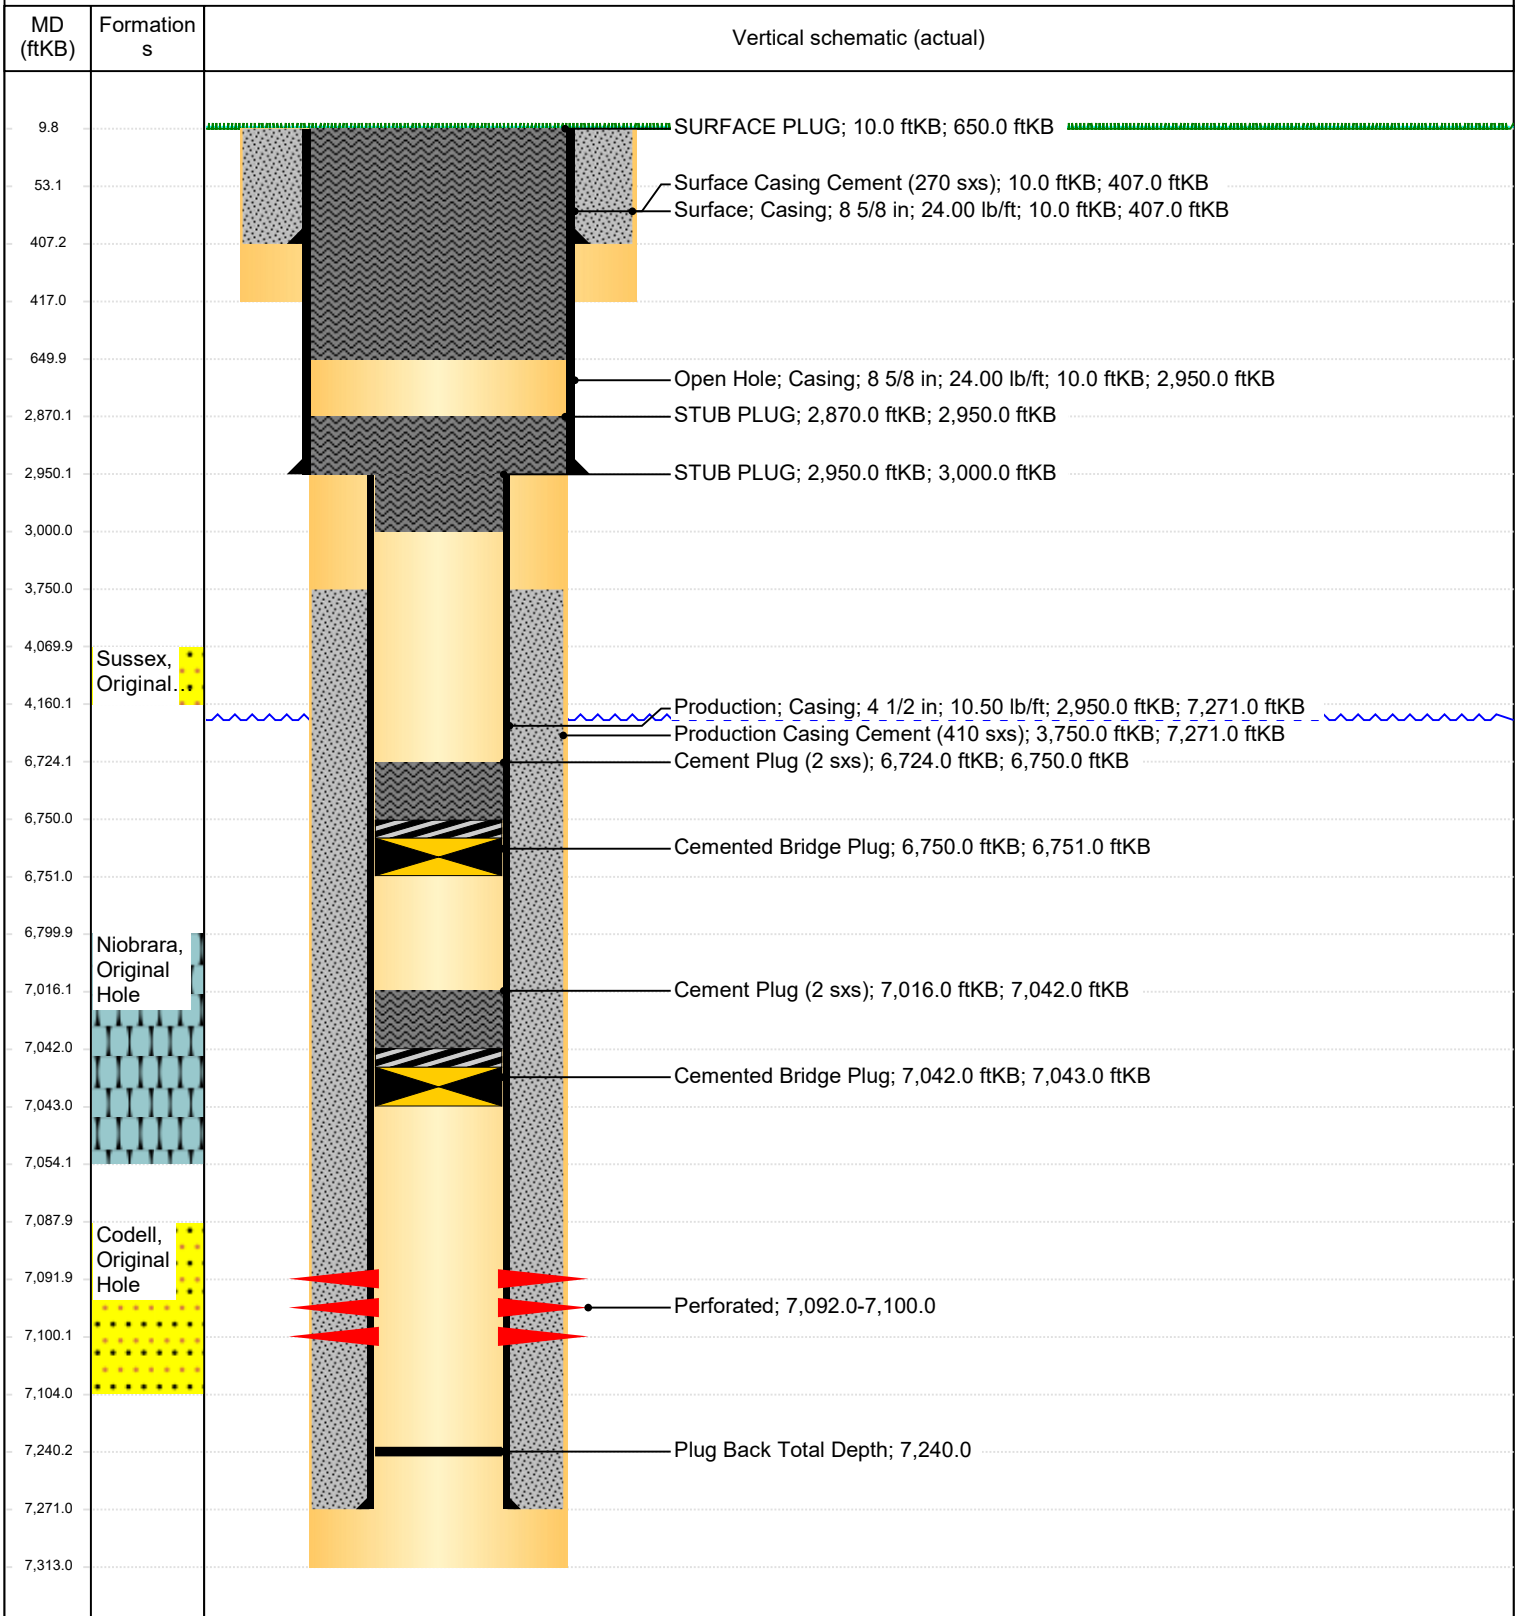 MD
(ftKB)
Formation
s
Vertical schematic (actual)
9.8
SURFACE PLUG; 10.0 ftKB; 650.0 ftKB
53.1
Surface Casing Cement (270 sxs); 10.0 ftKB; 407.0 ftKB
Surface; Casing; 8 5/8 in; 24.00 lb/ft; 10.0 ftKB; 407.0 ftKB
407.2
417.0
649.9
Open Hole; Casing; 8 5/8 in; 24.00 lb/ft; 10.0 ftKB; 2,950.0 ftKB
2,870.1
STUB PLUG; 2,870.0 ftKB; 2,950.0 ftKB
2,950.1
STUB PLUG; 2,950.0 ftKB; 3,000.0 ftKB
3,000.0
3,750.0
4,069.9
Sussex,
Original...
4,160.1
Production; Casing; 4 1/2 in; 10.50 lb/ft; 2,950.0 ftKB; 7,271.0 ftKB
Production Casing Cement (410 sxs); 3,750.0 ftKB; 7,271.0 ftKB
6,724.1
Cement Plug (2 sxs); 6,724.0 ftKB; 6,750.0 ftKB
6,750.0
Cemented Bridge Plug; 6,750.0 ftKB; 6,751.0 ftKB
6,751.0
6,799.9
Niobrara,
Original
Hole
7,016.1
Cement Plug (2 sxs); 7,016.0 ftKB; 7,042.0 ftKB
7,042.0
Cemented Bridge Plug; 7,042.0 ftKB; 7,043.0 ftKB
7,043.0
7,054.1
7,087.9
Codell,
Original
Hole
7,091.9
Perforated; 7,092.0-7,100.0
7,100.1
7,104.0
7,240.2
Plug Back Total Depth; 7,240.0
7,271.0
7,313.0